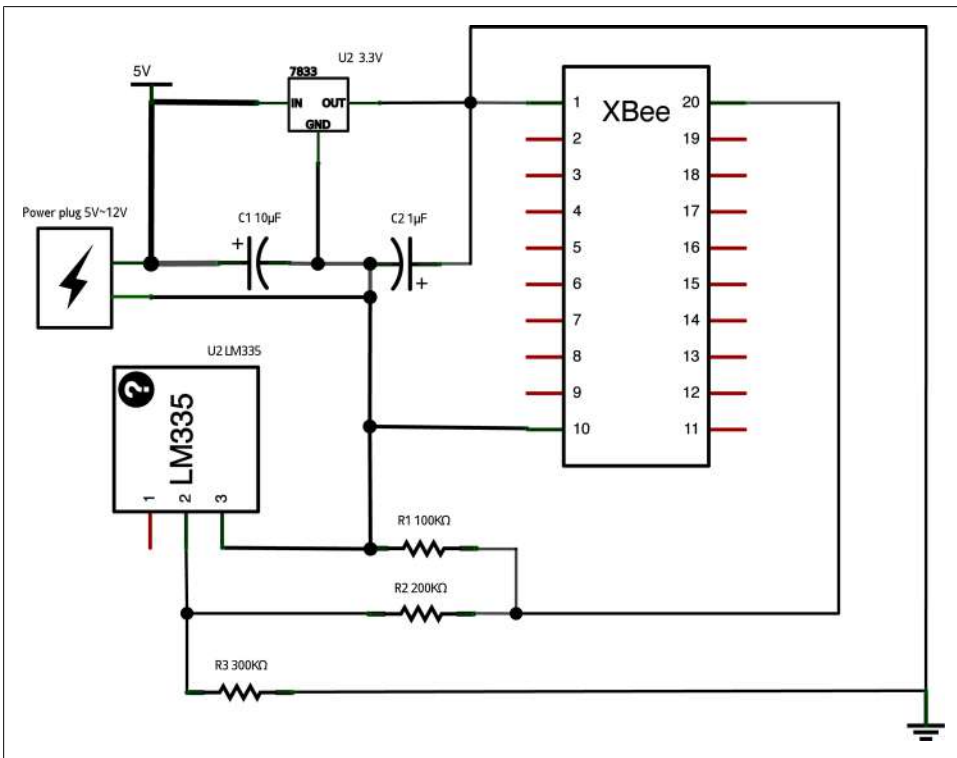 U2 3.3V
5V
7833
IN OUT
GND
XBee
1 20
2 19
3 18
4 17
5 16
6 15
7 14
8 13
9 12
10 11
Power plug 5V~12V
C1 10µF
C2 1µF
+
+
U2 LM335
?
LM335
1 2 3
R1 100KΩ
R2 200KΩ
R3 300KΩ